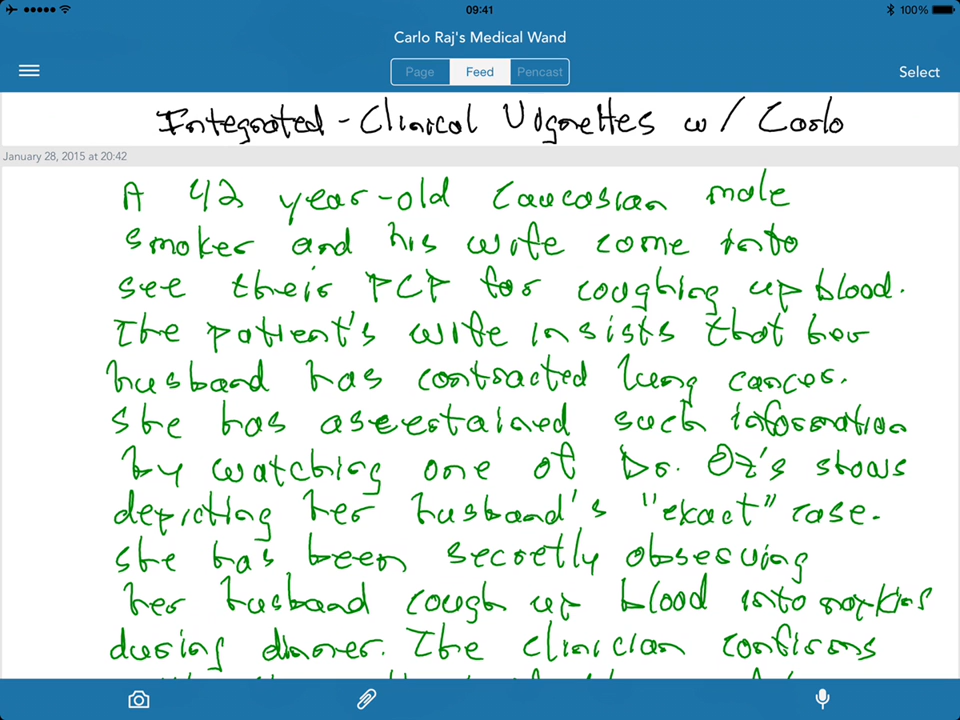 09:41
100%
Carlo Raj's Medical Wand
Page Feed Pencast
Select
Integrated - Clinical Vignettes w/ Carlo
January 28, 2015 at 20:42
A 42 year-old Caucasian male
smoker and his wife come into
see their PCP for coughing up blood.
The patient's wife insists that her
husband has contracted lung cancer.
She has asceertained such information
by watching one of Dr. Oz's shows
depicting her husband's "exact" case.
She has been secretly observing
her husband cough up blood into napkins
during dinner. The clinician confirms